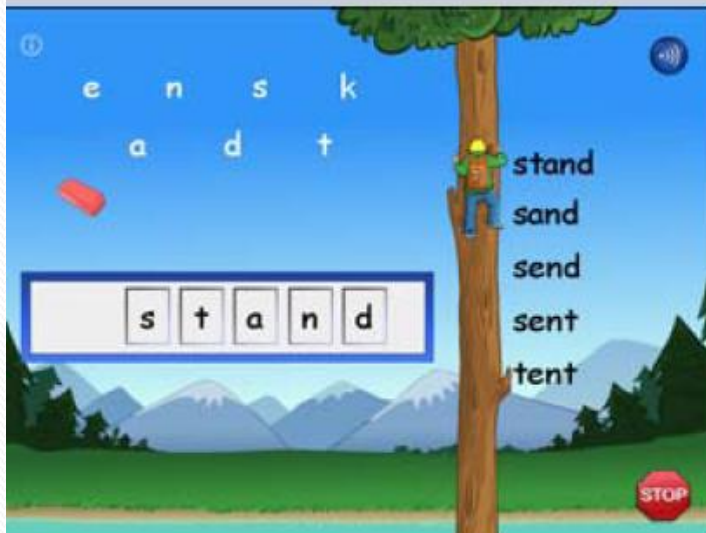 e n s k
a d t
stand
sand
send
s t a n d
sent
tent
STOP